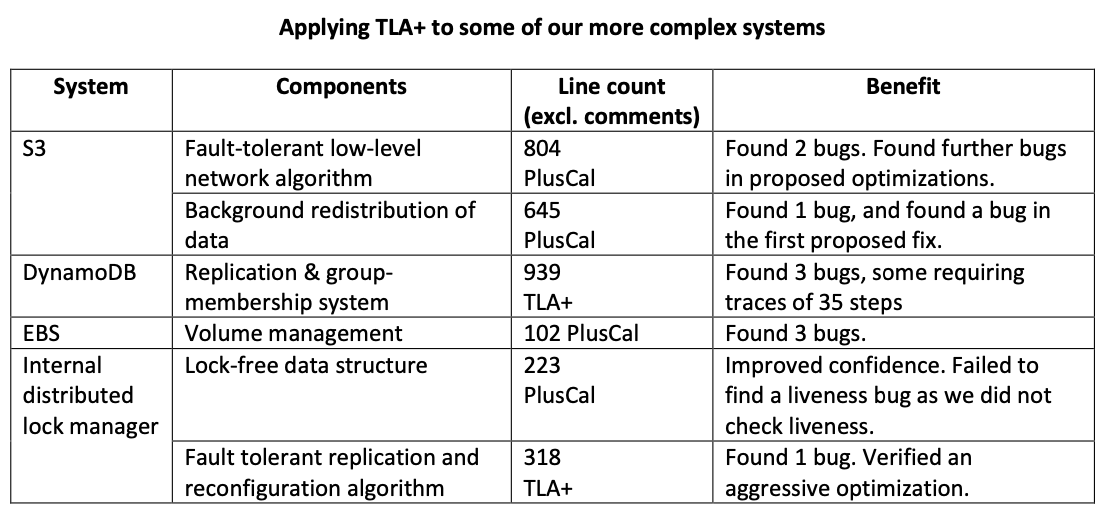 Applying TLA+ to some of our more complex systems
System
Components
Line count
(excl. comments)
Benefit
S3
Fault-tolerant low-level
network algorithm
804
PlusCal
Found 2 bugs. Found further bugs
in proposed optimizations.
Background redistribution of
data
645
PlusCal
Found 1 bug, and found a bug in
the first proposed fix.
DynamoDB
Replication & group-
membership system
939
TLA+
Found 3 bugs, some requiring
traces of 35 steps
EBS
Volume management
102 PlusCal
Found 3 bugs.
Internal
distributed
lock manager
Lock-free data structure
223
PlusCal
Improved confidence. Failed to
find a liveness bug as we did not
check liveness.
Fault tolerant replication and
reconfiguration algorithm
318
TLA+
Found 1 bug. Verified an
aggressive optimization.